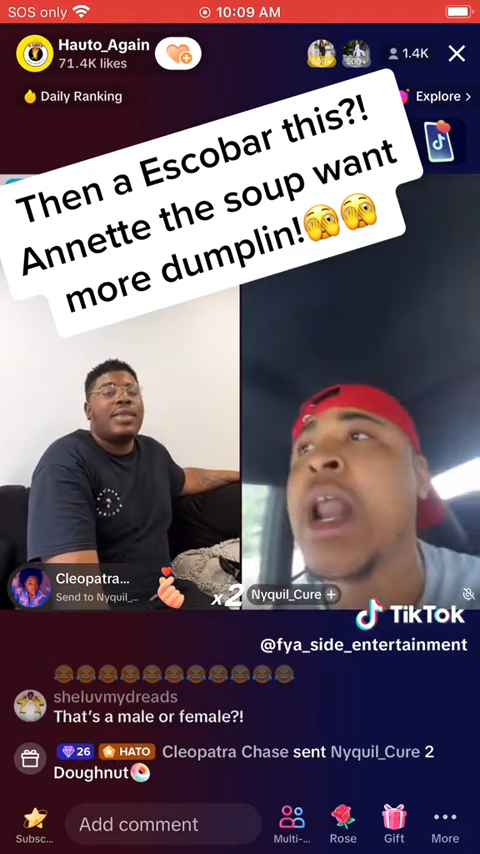 SOS only 10:09 AM
Hauto_Again
71.4K likes
500+ 500+ 1.4K
🔥 Daily Ranking
Explore >
Then a Escobar this?!
Annette the soup want
more dumplin!🫣🫣
Cleopatra...
Send to Nyquil_...
x2
Nyquil_Cure +
TikTok
@fya_side_entertainment
😂😂😂😂😂😂😂😂😂😂😂
sheluvmydreads
That's a male or female?!
26 HATO Cleopatra Chase sent Nyquil_Cure 2
Doughnut🍩
Subsc... Add comment Multi-... Rose Gift More